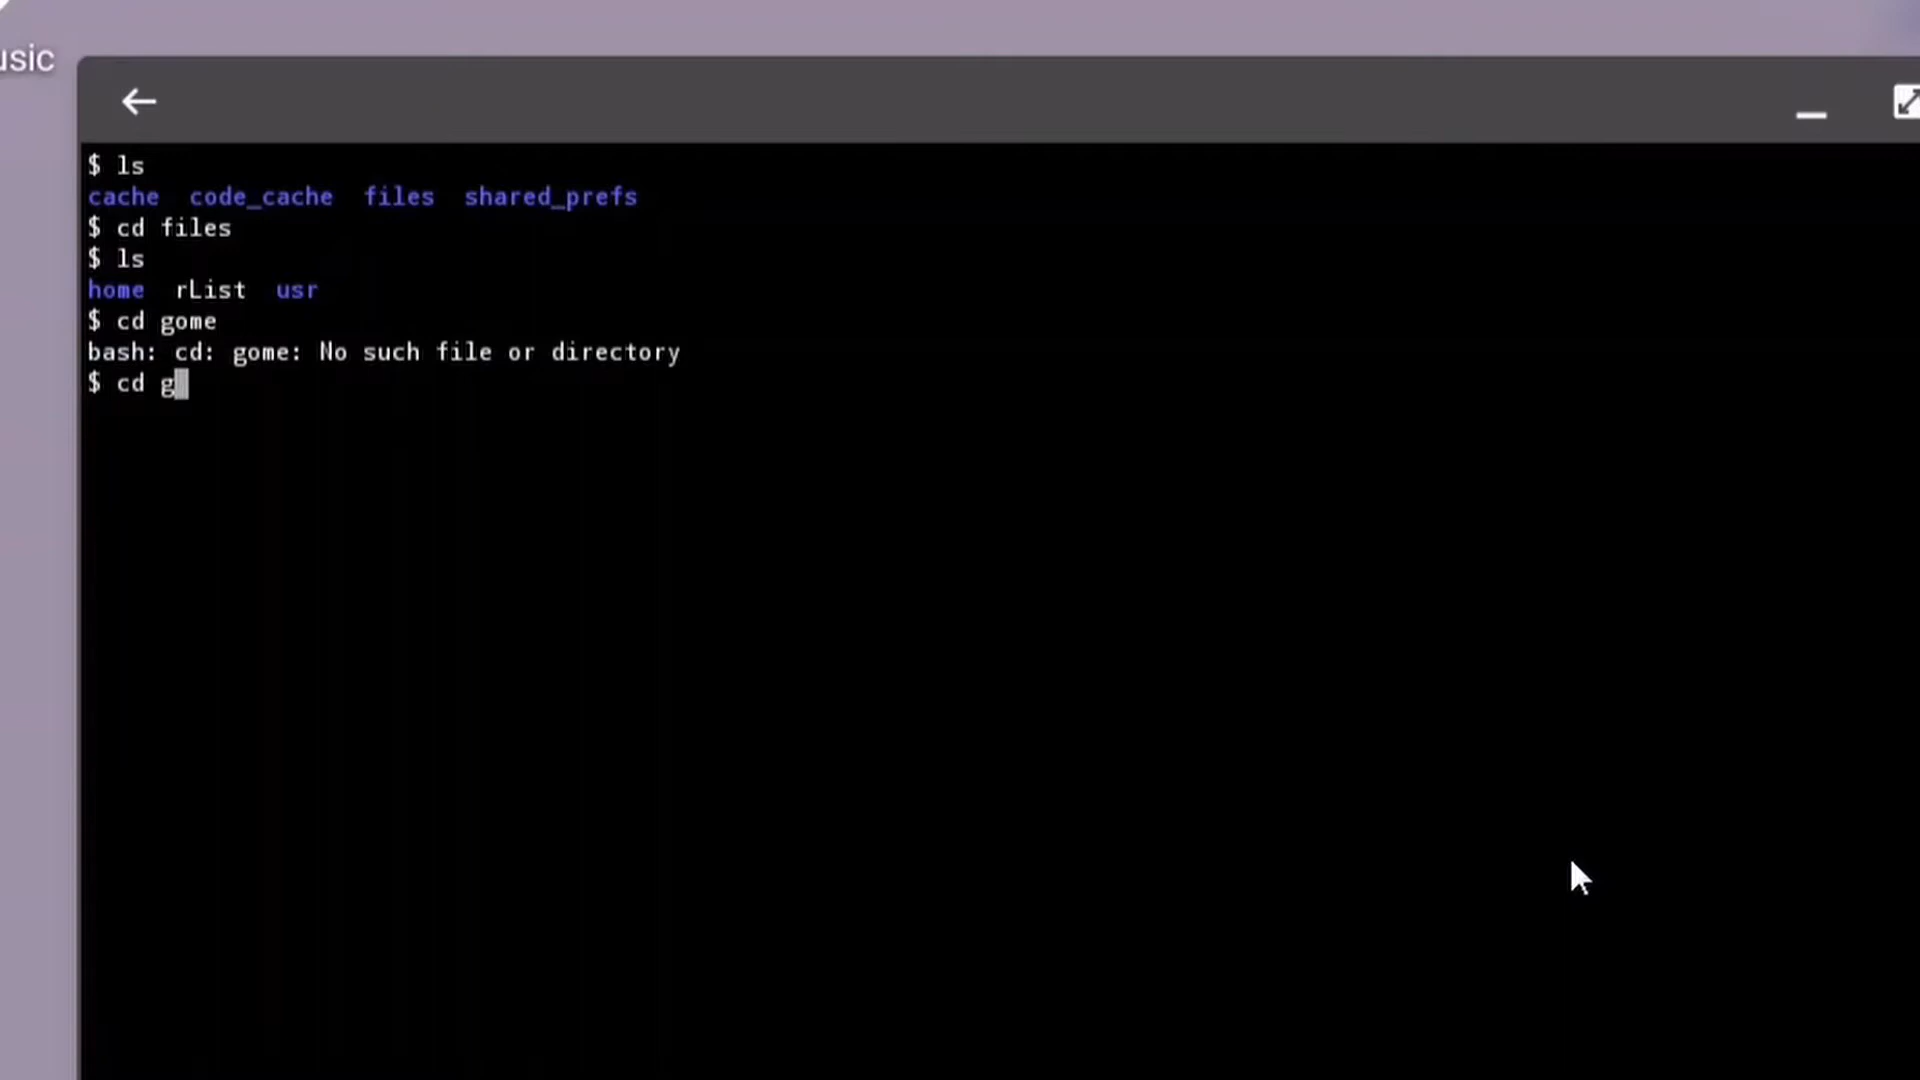 $ ls
cache code_cache files shared_prefs
$ cd files
$ ls
home rList usr
$ cd gome
bash: cd: gome: No such file or directory
$ cd g